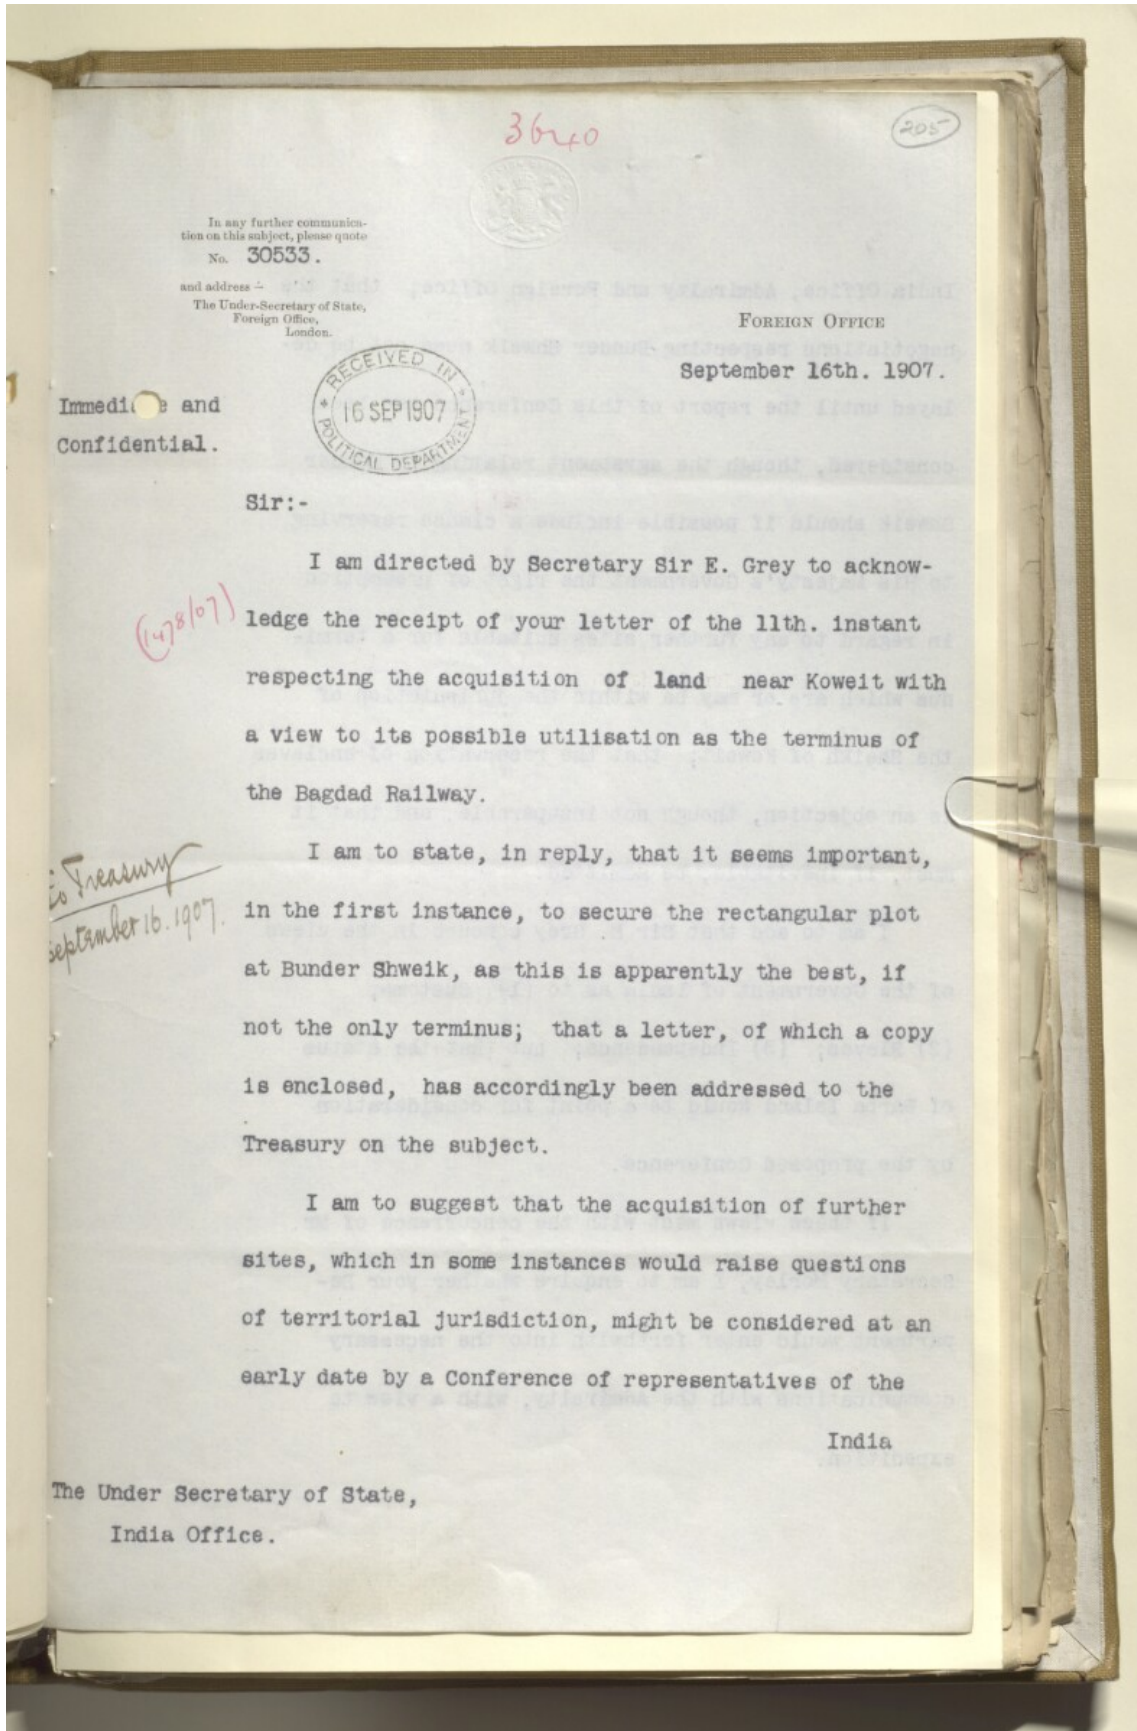 3640
205
In any further communica-
tion on this subject, please quote
No. 30533.
and address –
The Under-Secretary of State,
Foreign Office,
London.
FOREIGN OFFICE
September 16th. 1907.
RECEIVED IN
16 SEP 1907
POLITICAL DEPARTMENT
Immedi e and
Confidential.
Sir:-
I am directed by Secretary Sir E. Grey to acknow-
(1478/07)
ledge the receipt of your letter of the 11th. instant
respecting the acquisition of land near Koweit with
a view to its possible utilisation as the terminus of
the Bagdad Railway.
I am to state, in reply, that it seems important,
To Treasury
September 16. 1907.
in the first instance, to secure the rectangular plot
at Bunder Shweik, as this is apparently the best, if
not the only terminus; that a letter, of which a copy
is enclosed, has accordingly been addressed to the
Treasury on the subject.
I am to suggest that the acquisition of further
sites, which in some instances would raise questions
of territorial jurisdiction, might be considered at an
early date by a Conference of representatives of the
India
The Under Secretary of State,
India Office.